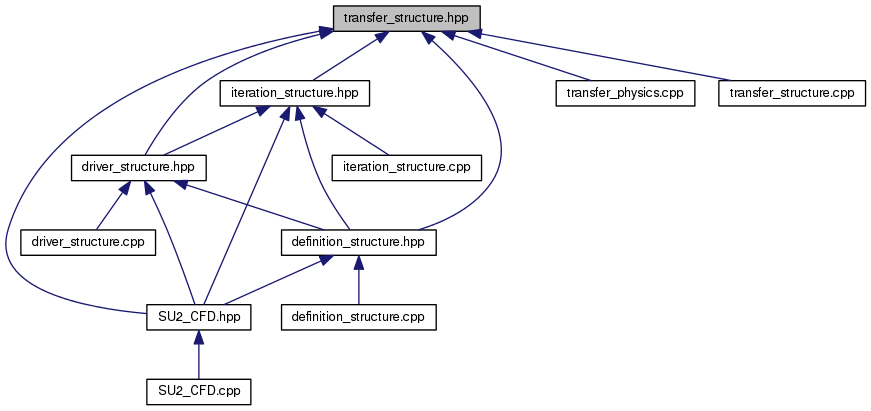 transfer_structure.hpp
iteration_structure.hpp
transfer_physics.cpp
transfer_structure.cpp
driver_structure.hpp
iteration_structure.cpp
driver_structure.cpp
definition_structure.hpp
SU2_CFD.hpp
definition_structure.cpp
SU2_CFD.cpp